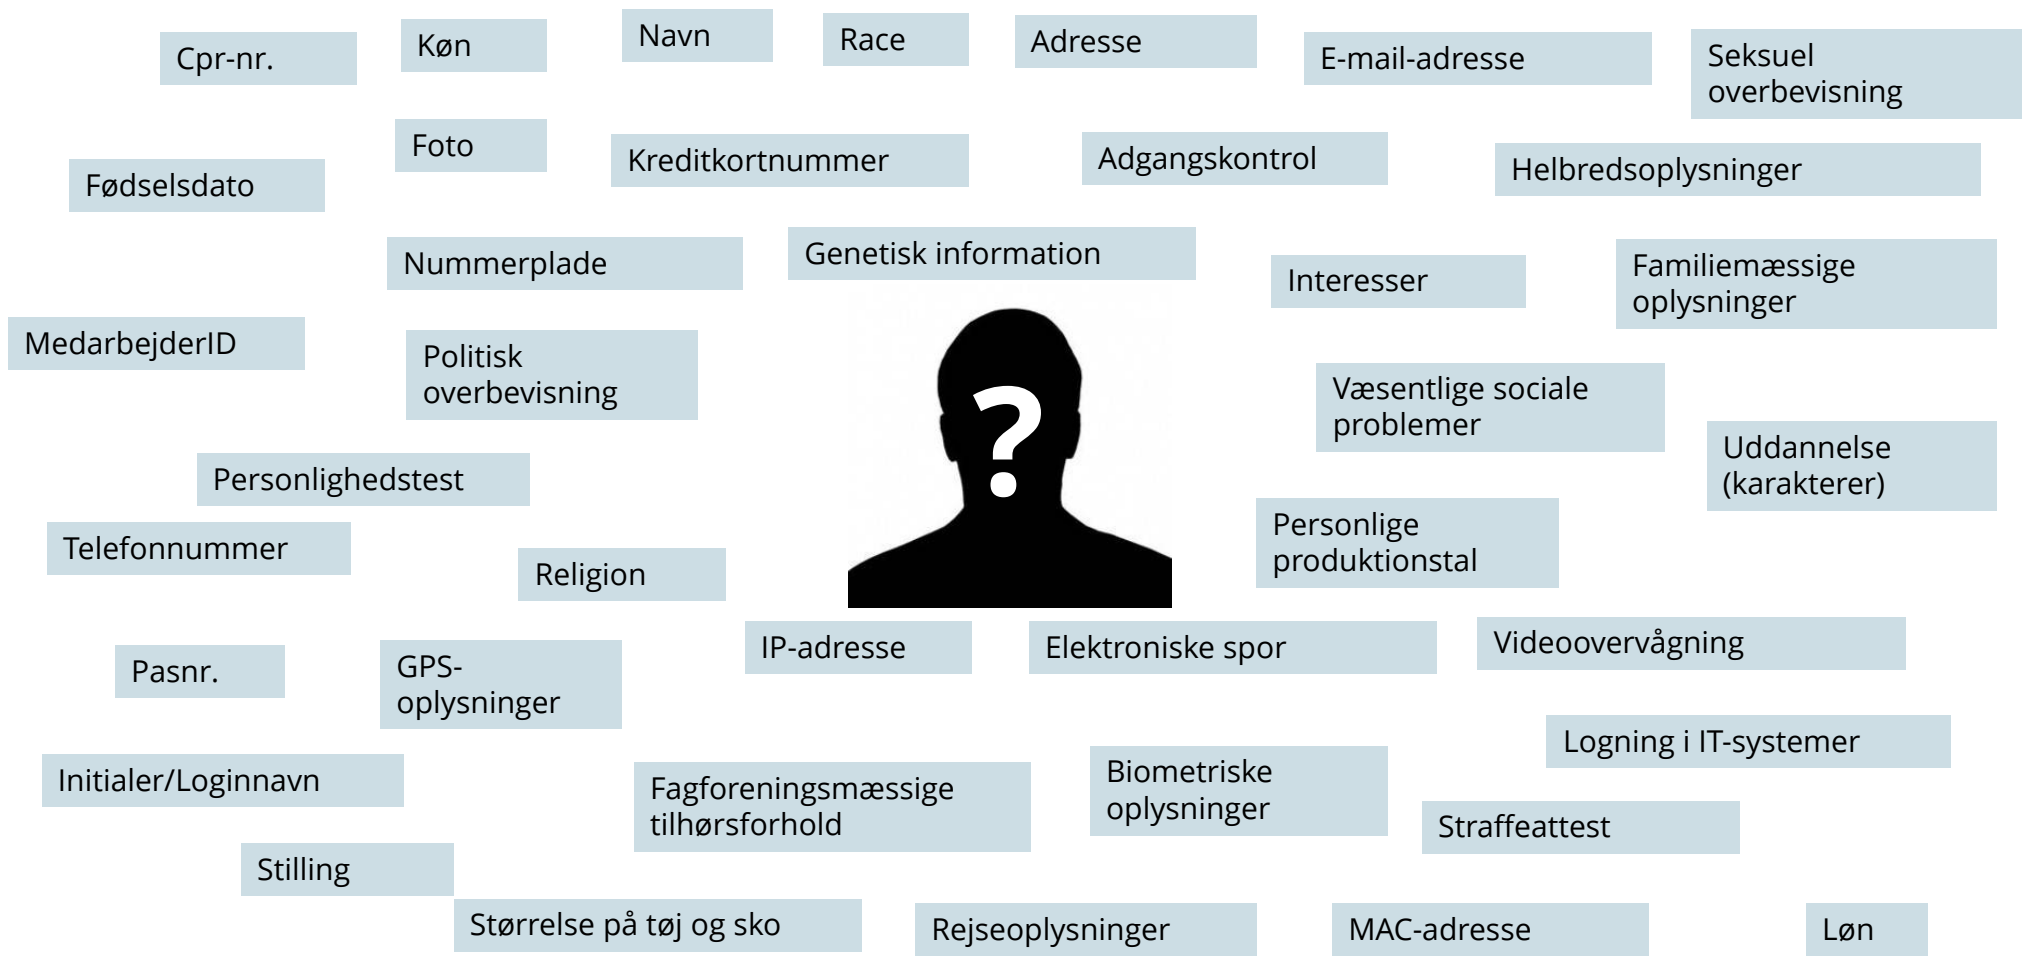 Cpr-nr.
Køn
Navn
Race
Adresse
E-mail-adresse
Seksuel
overbevisning
Fødselsdato
Foto
Kreditkortnummer
Adgangskontrol
Helbredsoplysninger
Nummerplade
Genetisk information
Interesser
Familiemæssige
oplysninger
MedarbejderID
Politisk
overbevisning
?
Væsentlige sociale
problemer
Uddannelse
(karakterer)
Personlighedstest
Personlige
produktionstal
Telefonnummer
Religion
IP-adresse
Elektroniske spor
Videoovervågning
Pasnr.
GPS-
oplysninger
Logning i IT-systemer
Initialer/Loginnavn
Fagforeningsmæssige
tilhørsforhold
Biometriske
oplysninger
Straffeattest
Stilling
Størrelse på tøj og sko
Rejseoplysninger
MAC-adresse
Løn